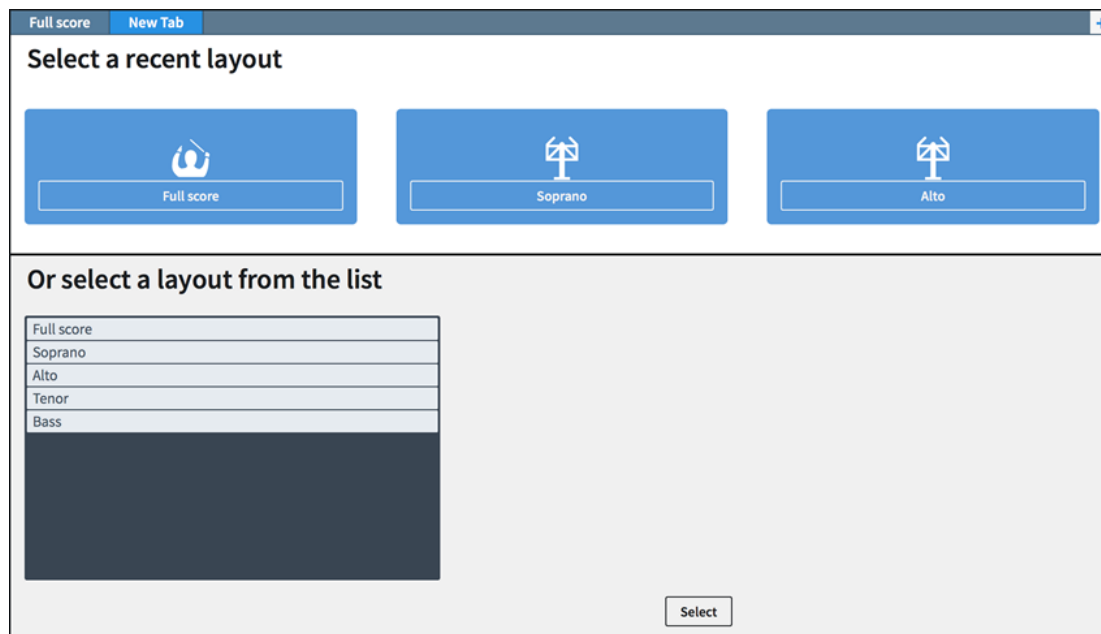 Full score New Tab
Select a recent layout
Full score Soprano Alto
Or select a layout from the list
Full score
Soprano
Alto
Tenor
Bass
Select